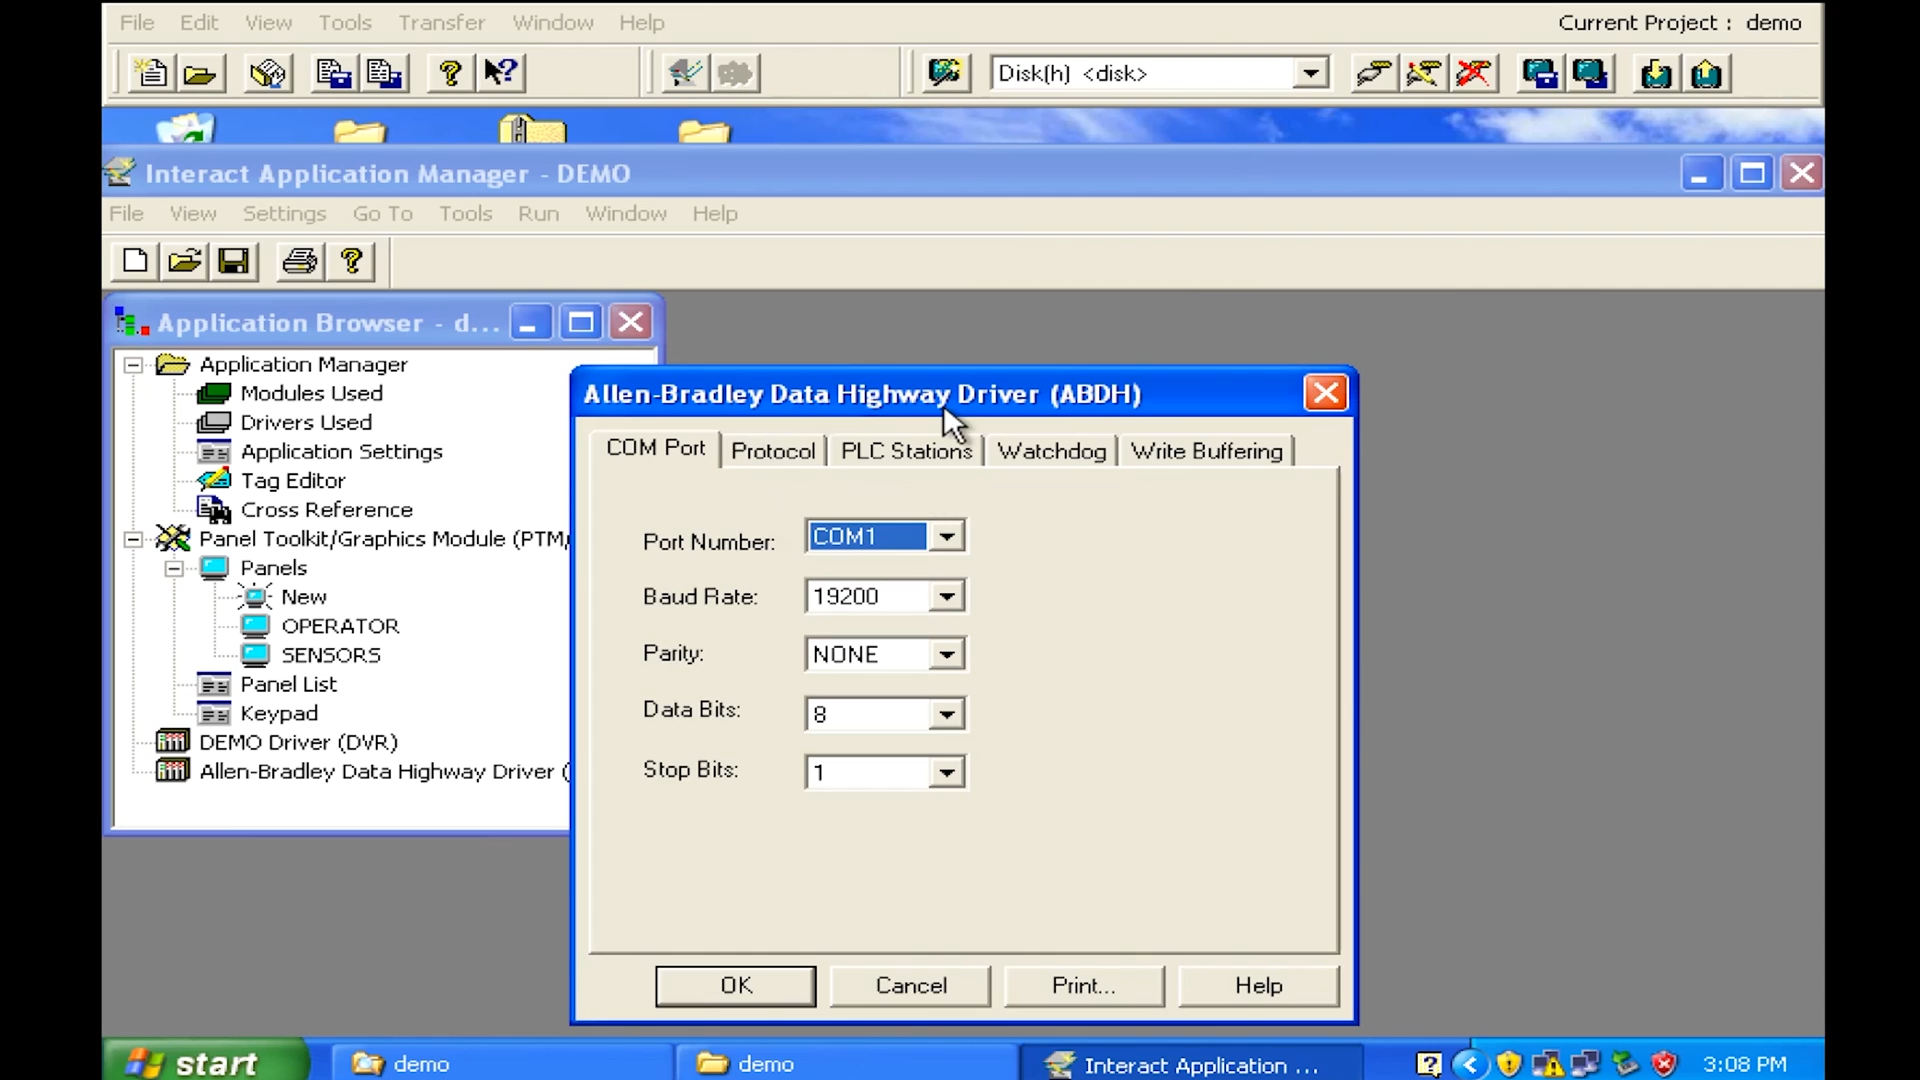 File Edit View Tools Transfer Window Help
Current Project : demo
Disk(h) <disk>
Interact Application Manager - DEMO
File View Settings Go To Tools Run Window Help
Application Browser - d...
Application Manager
Modules Used
Drivers Used
Application Settings
Tag Editor
Cross Reference
Panel Toolkit/Graphics Module (PTM,
Panels
New
OPERATOR
SENSORS
Panel List
Keypad
DEMO Driver (DVR)
Allen-Bradley Data Highway Driver (
Allen-Bradley Data Highway Driver (ABDH)
COM Port Protocol PLC Stations Watchdog Write Buffering
Port Number: COM1
Baud Rate: 19200
Parity: NONE
Data Bits: 8
Stop Bits: 1
OK Cancel Print... Help
start demo demo Interact Application ... 3:08 PM